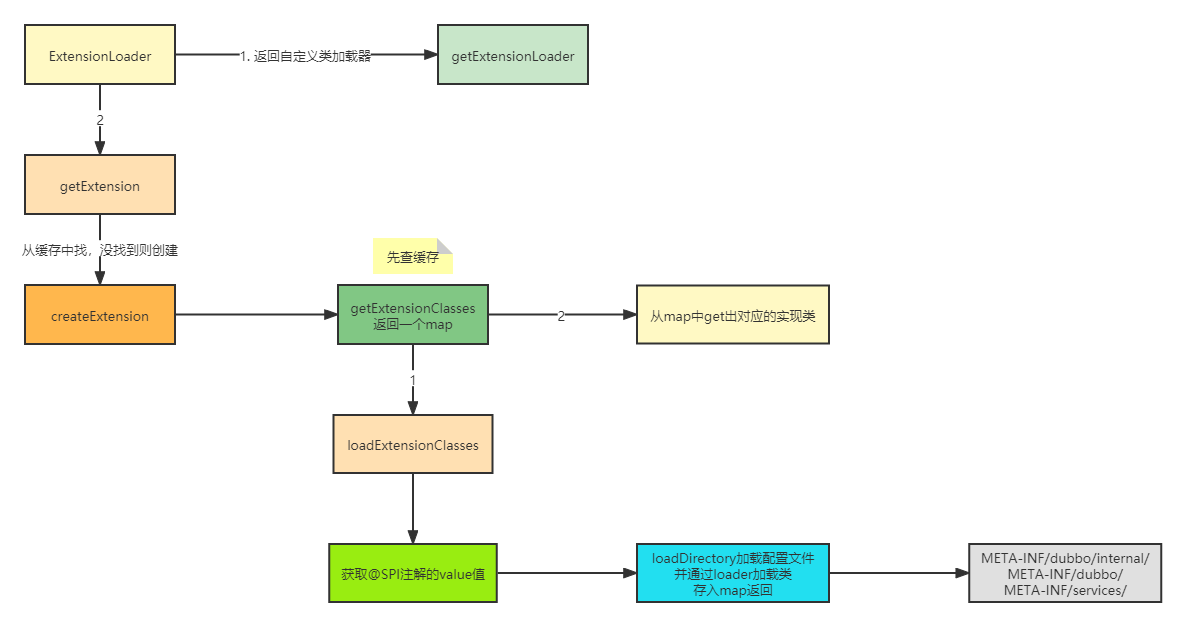 ExtensionLoader
1. 返回自定义类加载器
getExtensionLoader
2
getExtension
从缓存中找，没找到则创建
先查缓存
createExtension
getExtensionClasses
返回一个map
2
从map中get出对应的实现类
1
loadExtensionClasses
获取@SPI注解的value值
loadDirectory加载配置文件
并通过loader加载类
存入map返回
META-INF/dubbo/internal/
META-INF/dubbo/
META-INF/services/